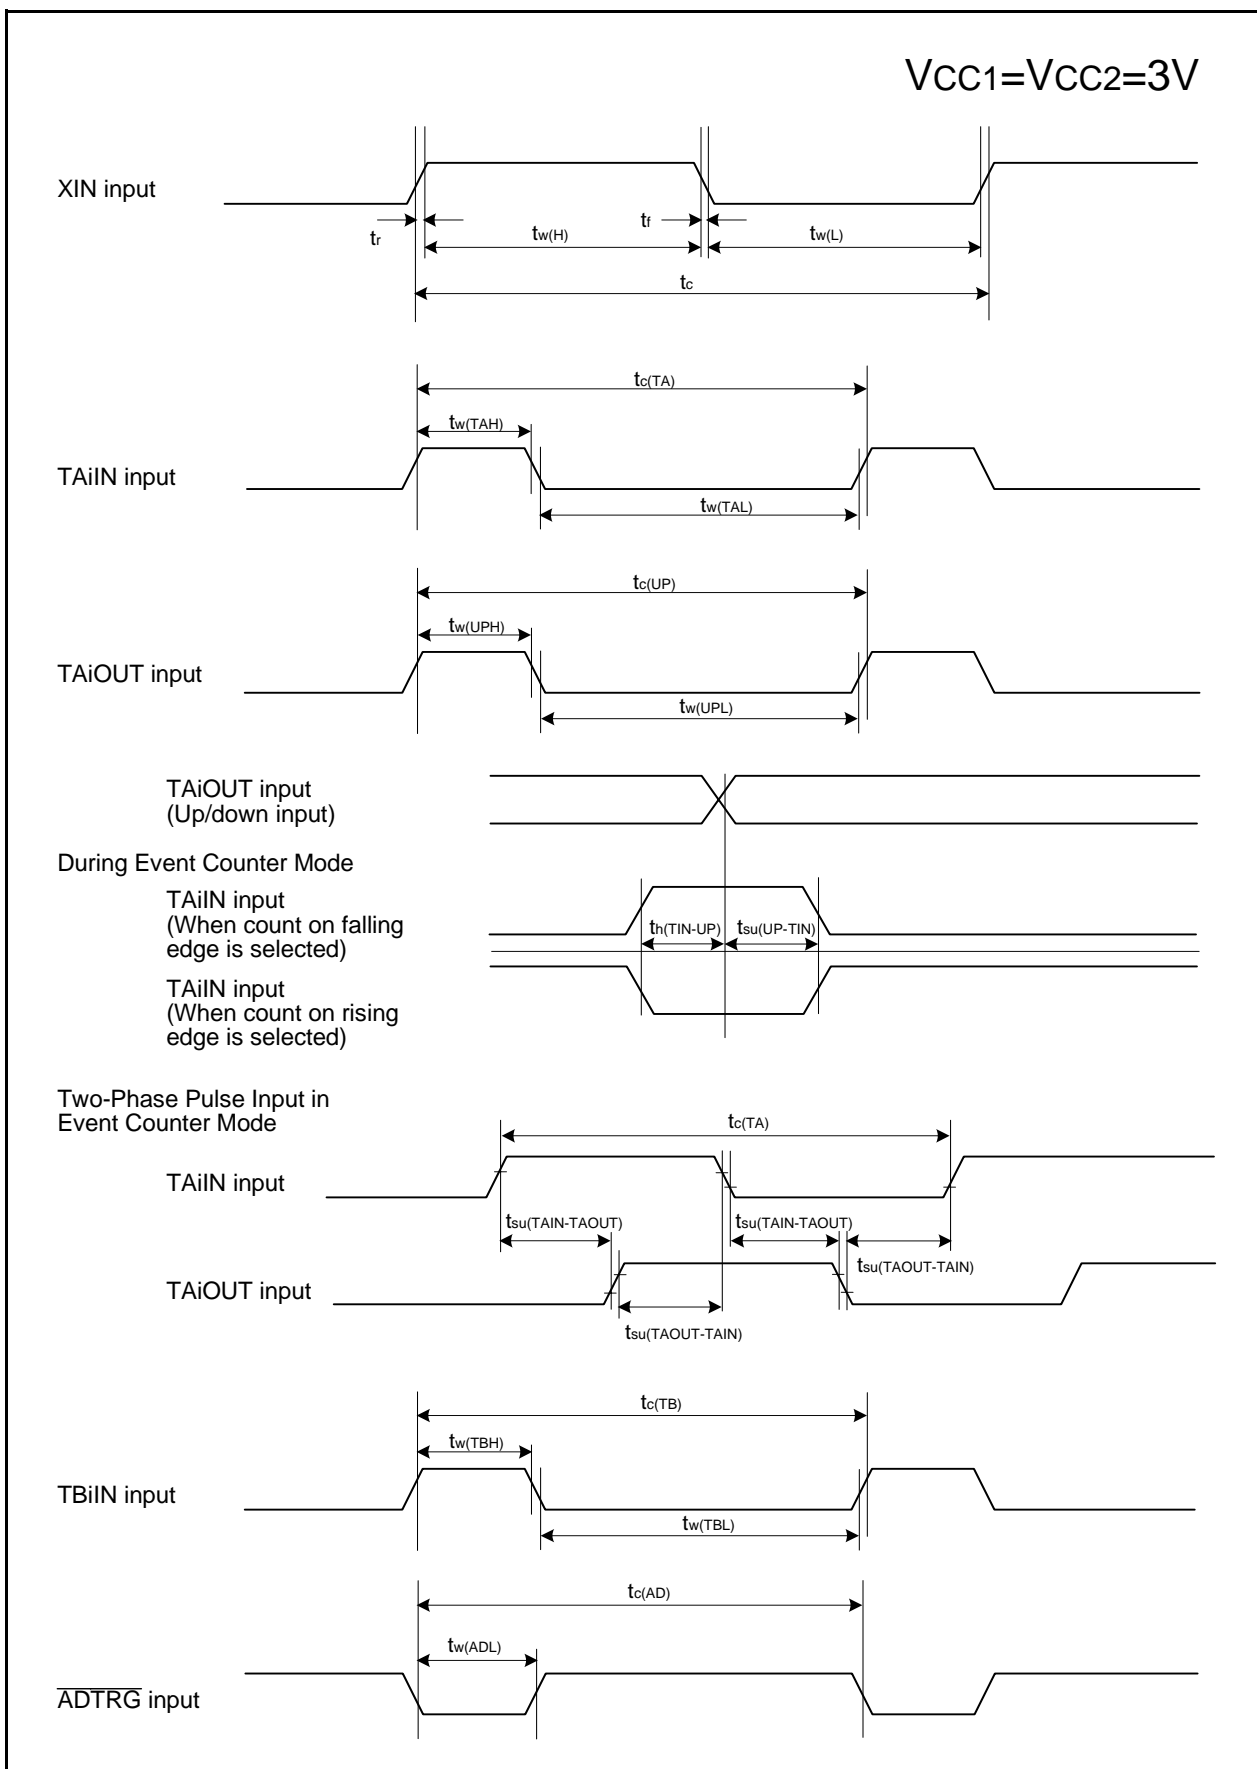 VCC1=VCC2=3V
XIN input
tr
tw(H)
tf
tw(L)
tc
tc(TA)
tw(TAH)
TAiIN input
tw(TAL)
tc(UP)
tw(UPH)
TAiOUT input
tw(UPL)
TAiOUT input
(Up/down input)
During Event Counter Mode
TAiIN input
(When count on falling
edge is selected)
th(TIN-UP)
tsu(UP-TIN)
TAiIN input
(When count on rising
edge is selected)
Two-Phase Pulse Input in
Event Counter Mode
tc(TA)
TAiIN input
tsu(TAIN-TAOUT)
tsu(TAIN-TAOUT)
tsu(TAOUT-TAIN)
TAiOUT input
tsu(TAOUT-TAIN)
tc(TB)
tw(TBH)
TBiIN input
tw(TBL)
tc(AD)
tw(ADL)
ADTRG input